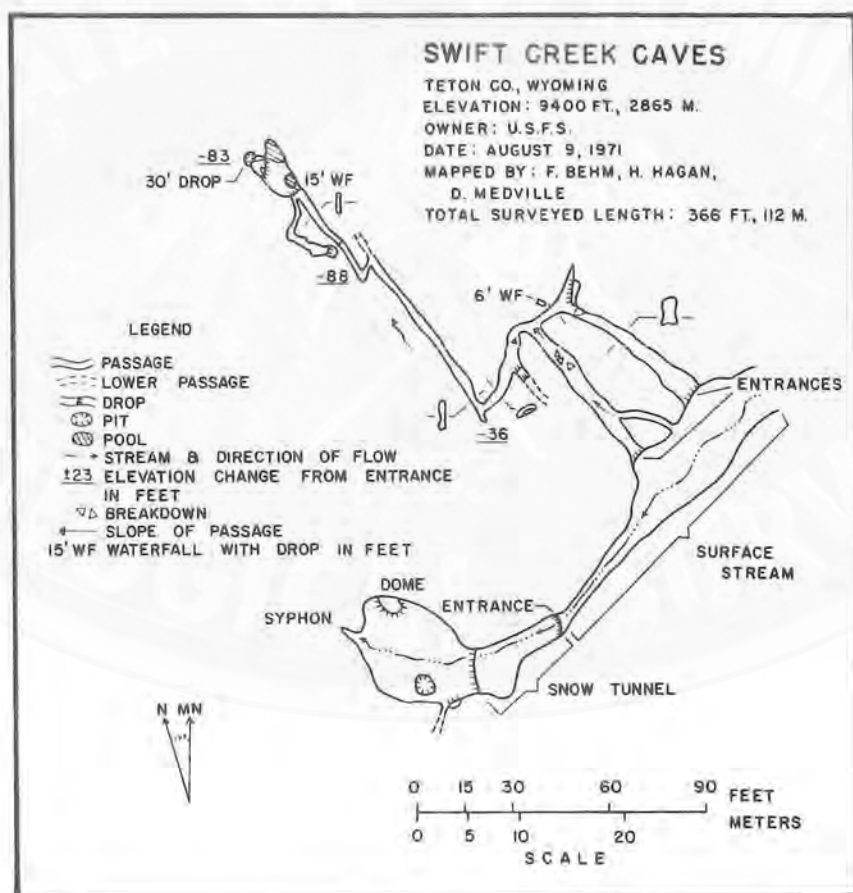 SWIFT CREEK CAVES
TETON CO., WYOMING
ELEVATION: 9400 FT., 2865 M.
OWNER: U.S.F.S.
DATE: AUGUST 9, 1971
MAPPED BY: F. BEHM, H. HAGAN,
D. MEDVILLE
TOTAL SURVEYED LENGTH: 366 FT., 112 M.
-83
30' DROP
15' WF
-88
6' WF
ENTRANCES
-36
LEGEND
PASSAGE
LOWER PASSAGE
DROP
PIT
POOL
STREAM & DIRECTION OF FLOW
±23 ELEVATION CHANGE FROM ENTRANCE
IN FEET
BREAKDOWN
SLOPE OF PASSAGE
15' WF WATERFALL WITH DROP IN FEET
SURFACE
STREAM
DOME
ENTRANCE
SYPHON
SNOW TUNNEL
N MN
0 15 30 60 90 FEET
METERS
0 5 10 20
SCALE